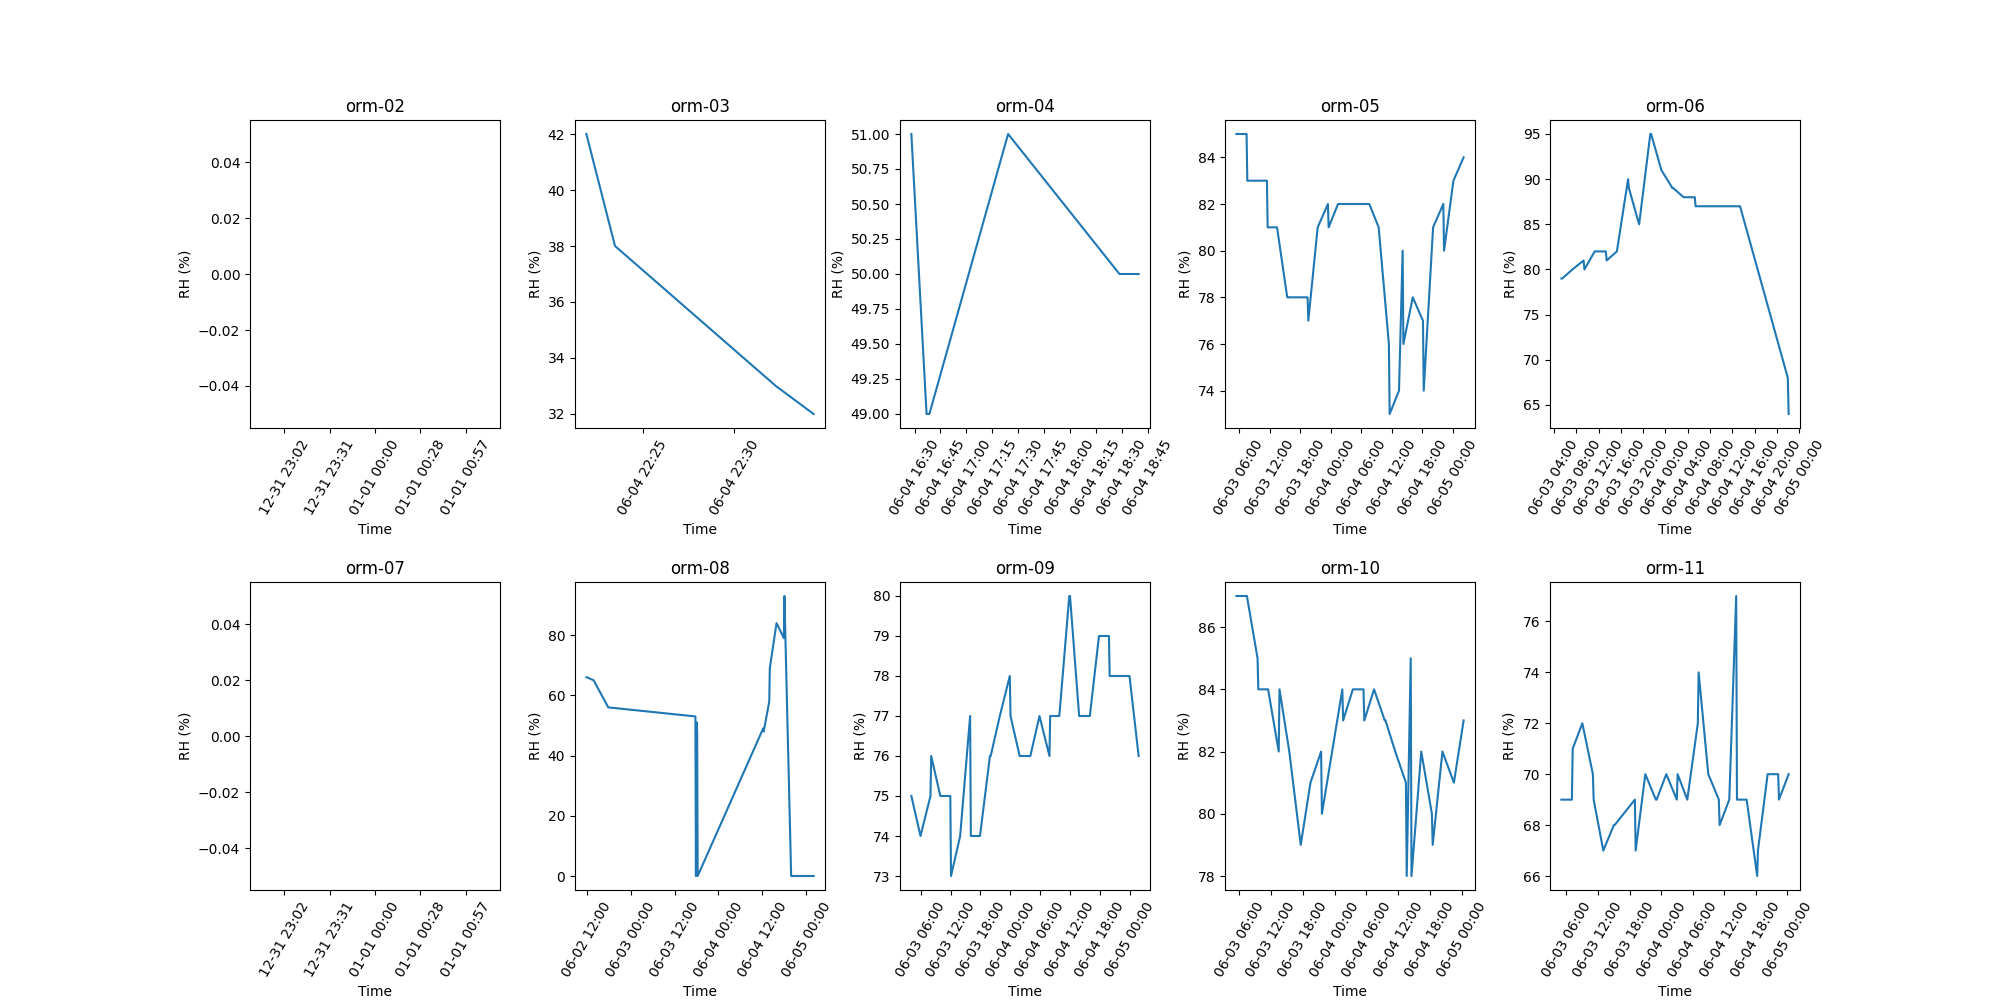 orm-02 orm-03 orm-04 orm-05 orm-06
RH (%) 0.04 0.02 0.00 −0.02 −0.04
12-31 23:02 12-31 23:31 01-01 00:00 01-01 00:28 01-01 00:57
Time
RH (%) 42 40 38 36 34 32
06-04 22:25 06-04 22:30
Time
RH (%) 51.00 50.75 50.50 50.25 50.00 49.75 49.50 49.25 49.00
06-04 16:30 06-04 16:45 06-04 17:00 06-04 17:15 06-04 17:30 06-04 17:45 06-04 18:00 06-04 18:15 06-04 18:30 06-04 18:45
Time
RH (%) 84 82 80 78 76 74
06-03 06:00 06-03 12:00 06-03 18:00 06-04 00:00 06-04 06:00 06-04 12:00 06-04 18:00 06-05 00:00
Time
RH (%) 95 90 85 80 75 70 65
06-03 04:00 06-03 08:00 06-03 12:00 06-03 16:00 06-03 20:00 06-04 00:00 06-04 04:00 06-04 08:00 06-04 12:00 06-04 16:00 06-04 20:00 06-05 00:00
Time
orm-07 orm-08 orm-09 orm-10 orm-11
RH (%) 0.04 0.02 0.00 −0.02 −0.04
12-31 23:02 12-31 23:31 01-01 00:00 01-01 00:28 01-01 00:57
Time
RH (%) 80 60 40 20 0
06-02 12:00 06-03 00:00 06-03 12:00 06-04 00:00 06-04 12:00 06-05 00:00
Time
RH (%) 80 79 78 77 76 75 74 73
06-03 06:00 06-03 12:00 06-03 18:00 06-04 00:00 06-04 06:00 06-04 12:00 06-04 18:00 06-05 00:00
Time
RH (%) 86 84 82 80 78
06-03 06:00 06-03 12:00 06-03 18:00 06-04 00:00 06-04 06:00 06-04 12:00 06-04 18:00 06-05 00:00
Time
RH (%) 76 74 72 70 68 66
06-03 06:00 06-03 12:00 06-03 18:00 06-04 00:00 06-04 06:00 06-04 12:00 06-04 18:00 06-05 00:00
Time